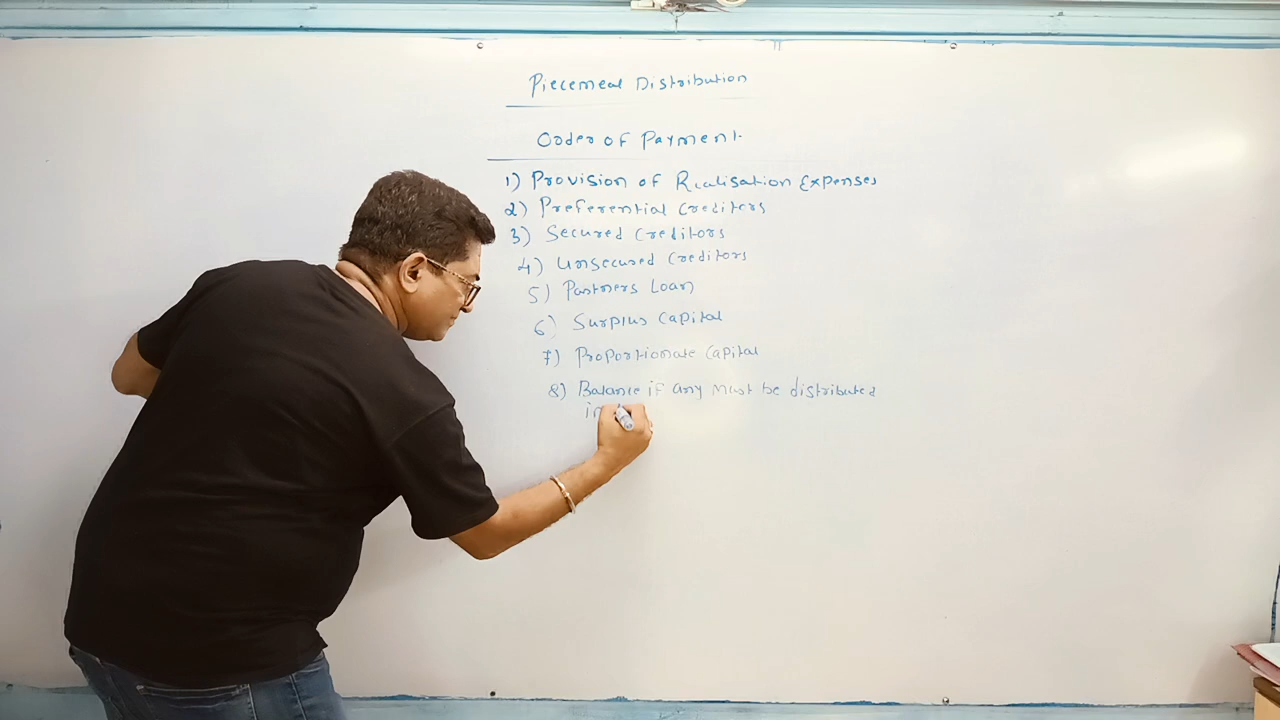 Piecemeal Distribution
Order of Payment
1) Provision of Realisation Expenses
2) Preferential Creditors
3) Secured Creditors
4) Unsecured Creditors
5) Partners Loan
6) Surplus Capital
7) Proportionate Capital
8) Balance if any must be distributed
in